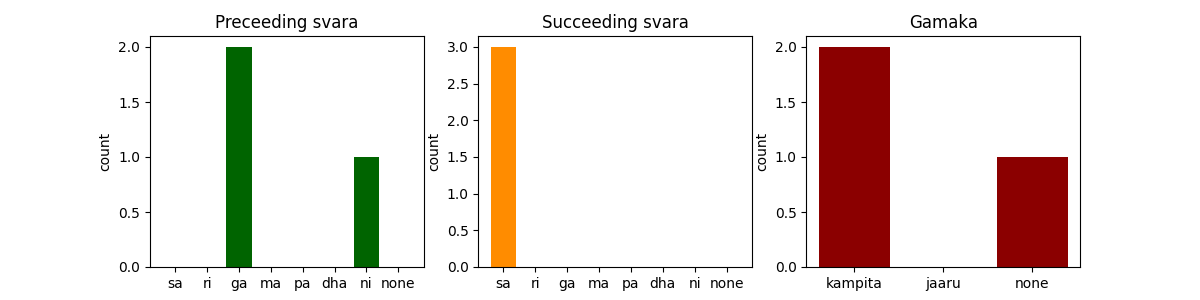 Preceeding svara
count
2.0
1.5
1.0
0.5
0.0
sa ri ga ma pa dha ni none
Succeeding svara
count
3.0
2.5
2.0
1.5
1.0
0.5
0.0
sa ri ga ma pa dha ni none
Gamaka
count
2.0
1.5
1.0
0.5
0.0
kampita jaaru none